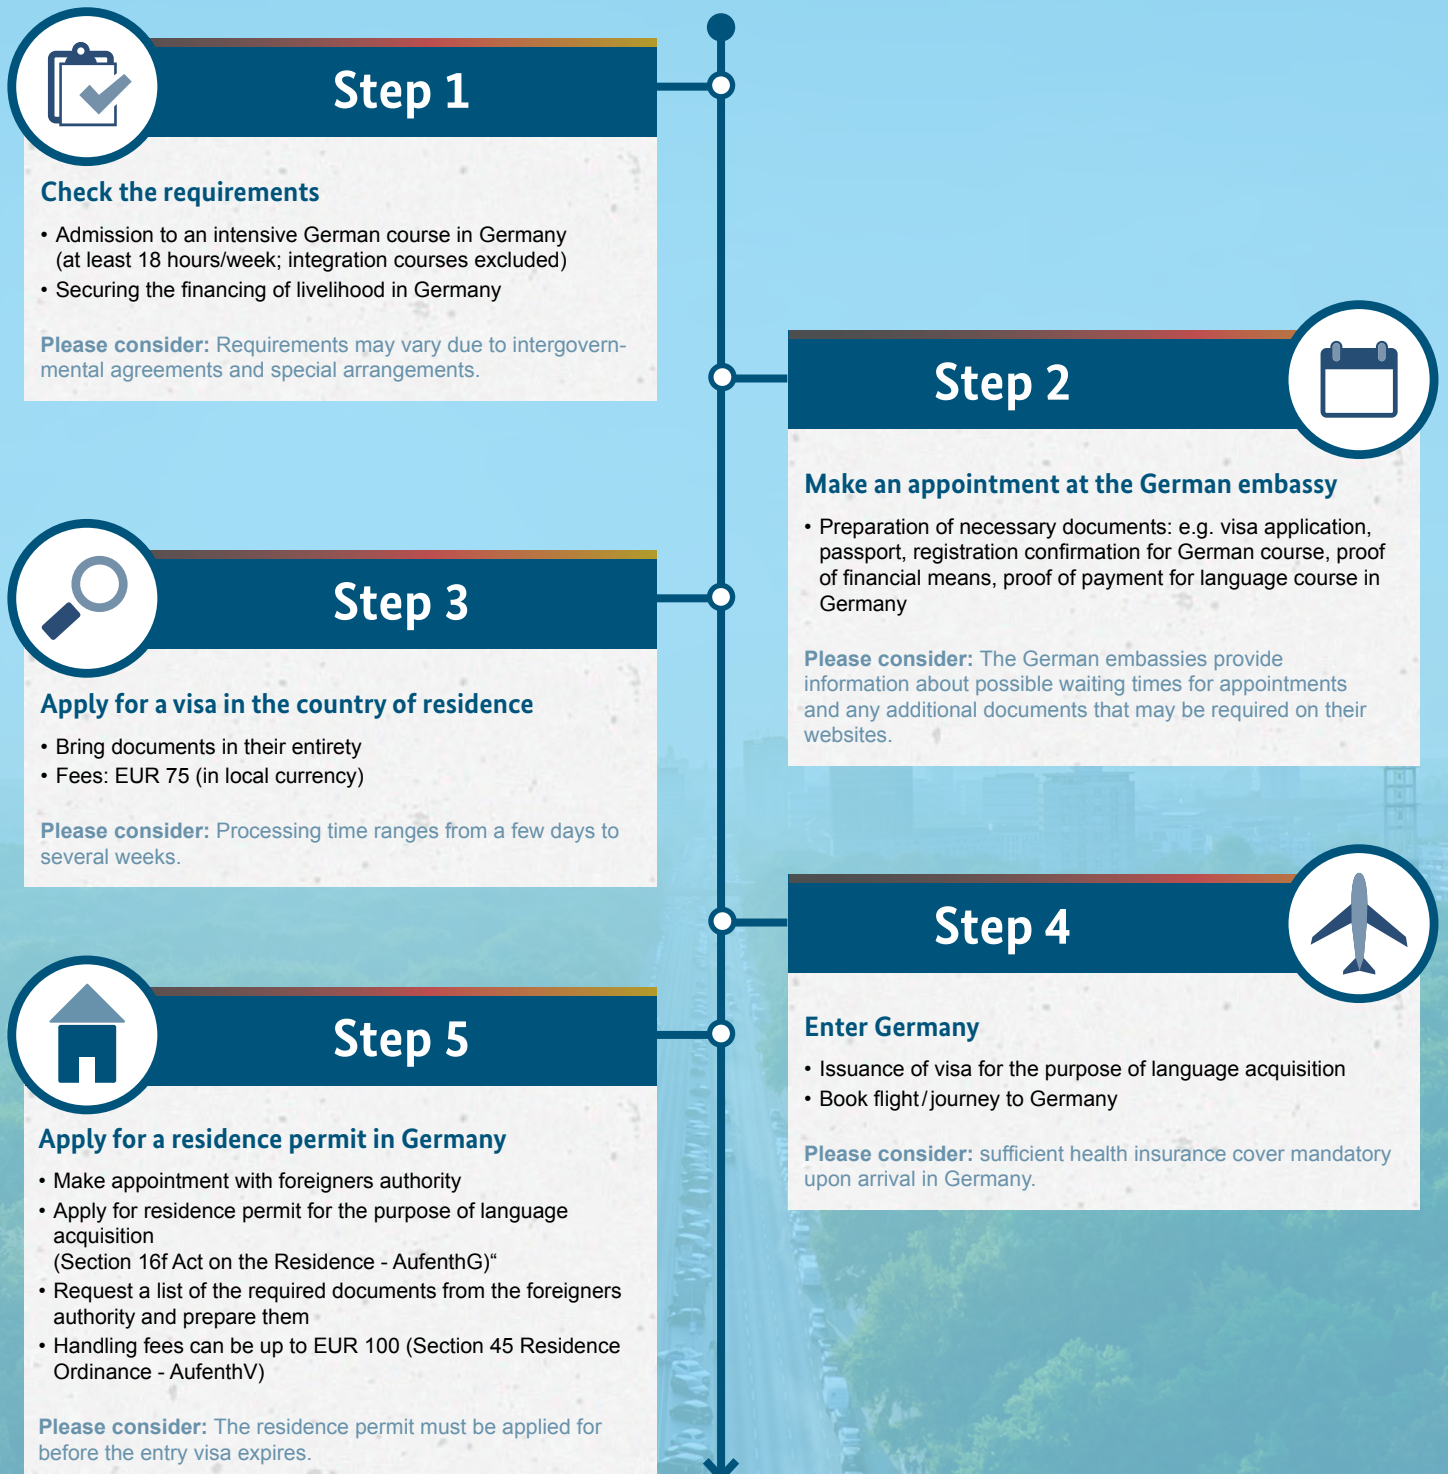 Step 1
Check the requirements
• Admission to an intensive German course in Germany
(at least 18 hours/week; integration courses excluded)
• Securing the financing of livelihood in Germany
Please consider: Requirements may vary due to intergovern-
mental agreements and special arrangements.
Step 2
Make an appointment at the German embassy
• Preparation of necessary documents: e.g. visa application,
passport, registration confirmation for German course, proof
of financial means, proof of payment for language course in
Germany
Please consider: The German embassies provide
information about possible waiting times for appointments
and any additional documents that may be required on their
websites.
Step 3
Apply for a visa in the country of residence
• Bring documents in their entirety
• Fees: EUR 75 (in local currency)
Please consider: Processing time ranges from a few days to
several weeks.
Step 4
Enter Germany
• Issuance of visa for the purpose of language acquisition
• Book flight/journey to Germany
Please consider: sufficient health insurance cover mandatory
upon arrival in Germany.
Step 5
Apply for a residence permit in Germany
• Make appointment with foreigners authority
• Apply for residence permit for the purpose of language
acquisition
(Section 16f Act on the Residence - AufenthG)“
• Request a list of the required documents from the foreigners
authority and prepare them
• Handling fees can be up to EUR 100 (Section 45 Residence
Ordinance - AufenthV)
Please consider: The residence permit must be applied for
before the entry visa expires.